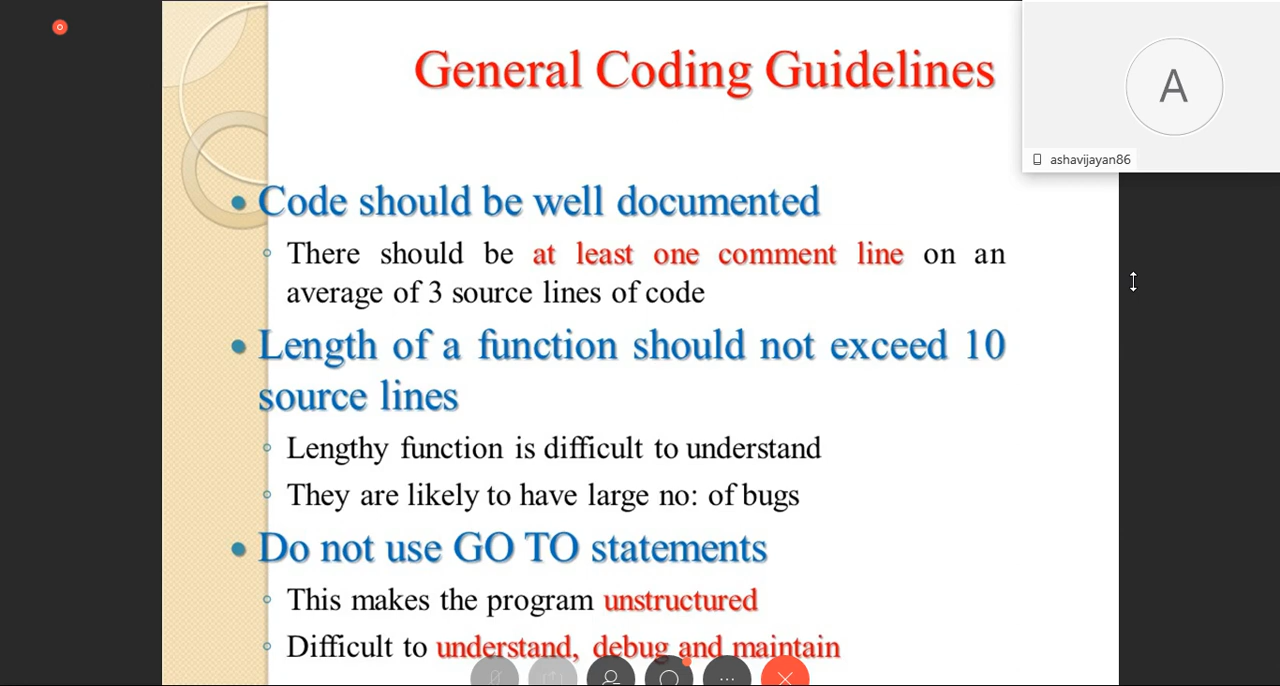 General Coding Guidelines
A
ashavijayan86
• Code should be well documented
There should be at least one comment line on an
average of 3 source lines of code
• Length of a function should not exceed 10
source lines
Lengthy function is difficult to understand
They are likely to have large no: of bugs
• Do not use GO TO statements
This makes the program unstructured
Difficult to understand, debug and maintain